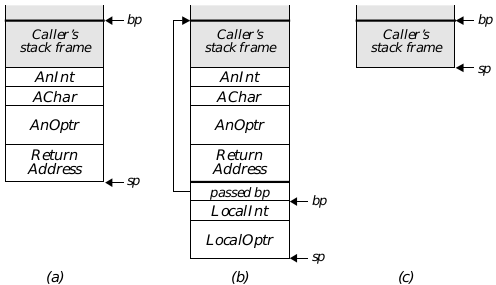 bp
Caller's
stack frame
AnInt
AChar
AnOptr
Return
Address
sp
(a)
Caller's
stack frame
AnInt
AChar
AnOptr
Return
Address
passed bp
bp
LocalInt
LocalOptr
sp
(b)
bp
Caller's
stack frame
sp
(c)